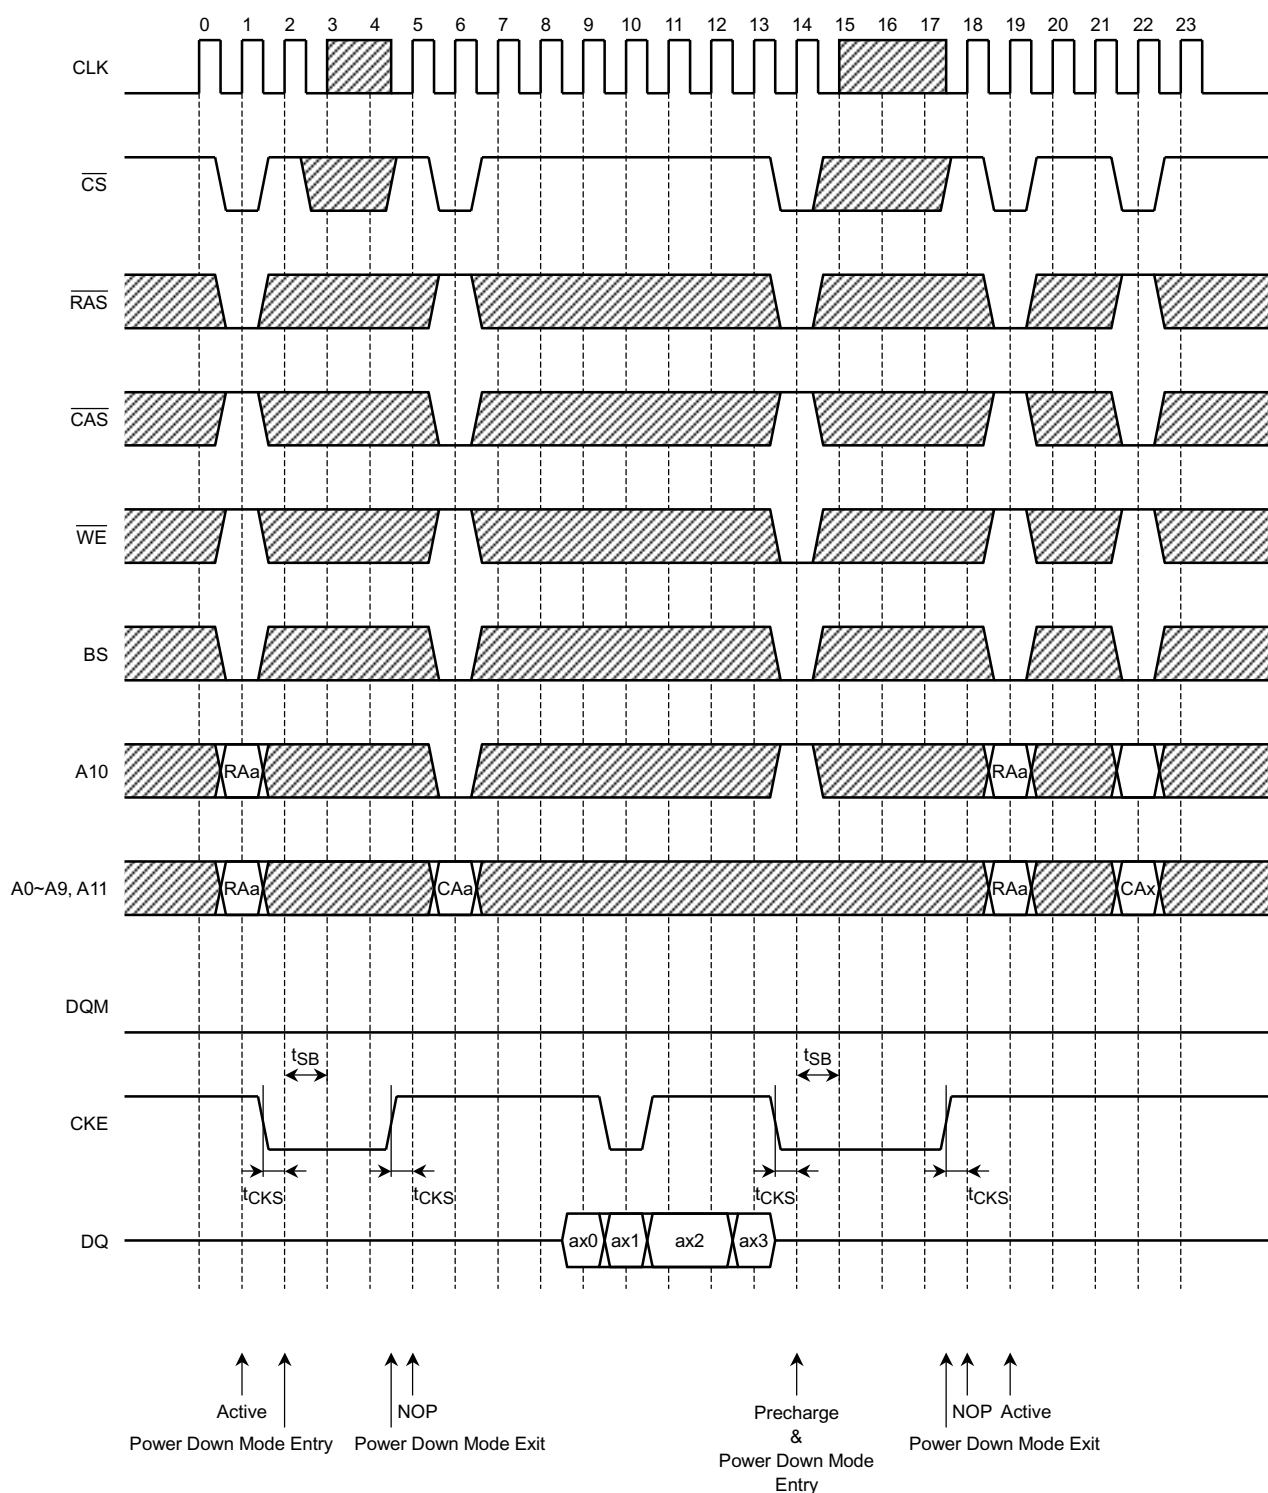 0 1 2 3 4 5 6 7 8 9 10 11 12 13 14 15 16 17 18 19 20 21 22 23
CLK
CS
RAS
CAS
WE
BS
A10 RAa RAa
A0~A9, A11 RAa CAa RAa CAx
DQM
tSB tSB
CKE
tCKS tCKS tCKS tCKS
DQ ax0 ax1 ax2 ax3
Active NOP Precharge NOP Active
&
Power Down Mode Entry Power Down Mode Exit Power Down Mode Power Down Mode Exit
Entry